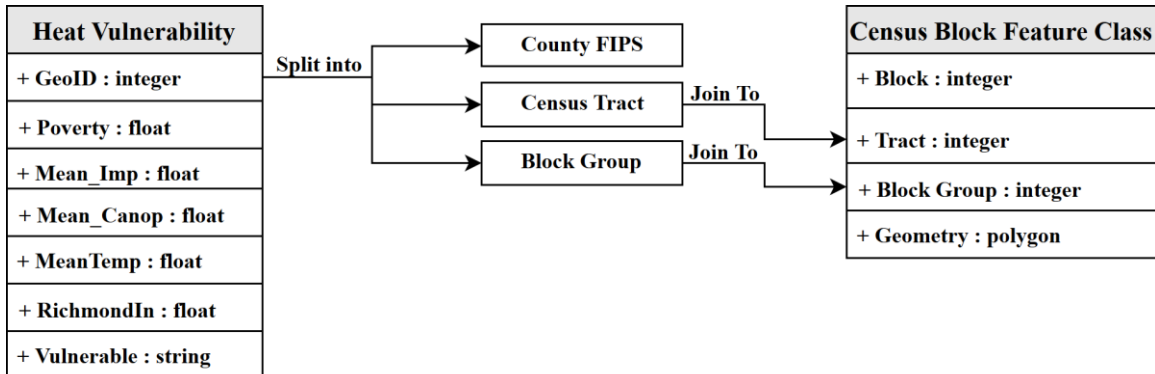 Heat Vulnerability
+ GeoID : integer
+ Poverty : float
+ Mean_Imp : float
+ Mean_Canop : float
+ MeanTemp : float
+ RichmondIn : float
+ Vulnerable : string
Split into
County FIPS
Census Tract
Block Group
Join To
Join To
Census Block Feature Class
+ Block : integer
+ Tract : integer
+ Block Group : integer
+ Geometry : polygon